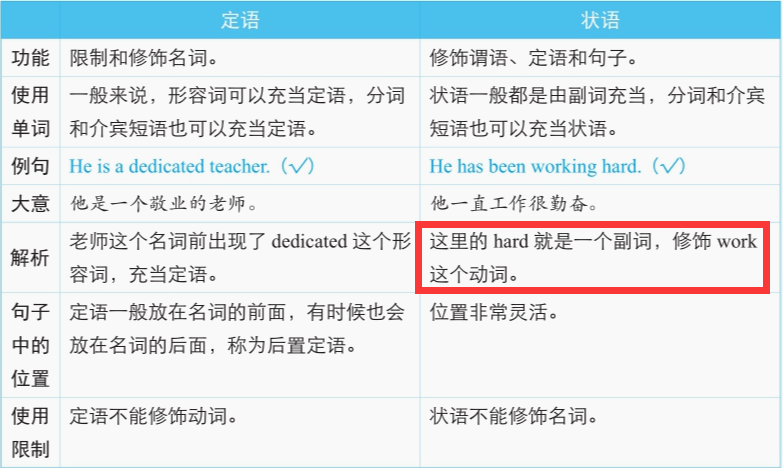 定语 状语
功能 限制和修饰名词。 修饰谓语、定语和句子。
使用 一般来说，形容词可以充当定语，分词 状语一般都是由副词充当，分词和介宾
单词 和介宾短语也可以充当定语。 短语也可以充当状语。
例句 He is a dedicated teacher.（✓） He has been working hard.（✓）
大意 他是一个敬业的老师。 他一直工作很勤奋。
解析 老师这个名词前出现了 dedicated 这个形 这里的 hard 就是一个副词，修饰 work
容词，充当定语。 这个动词。
句子 定语一般放在名词的前面，有时候也会 位置非常灵活。
中的 放在名词的后面，称为后置定语。
位置
使用 定语不能修饰动词。 状语不能修饰名词。
限制